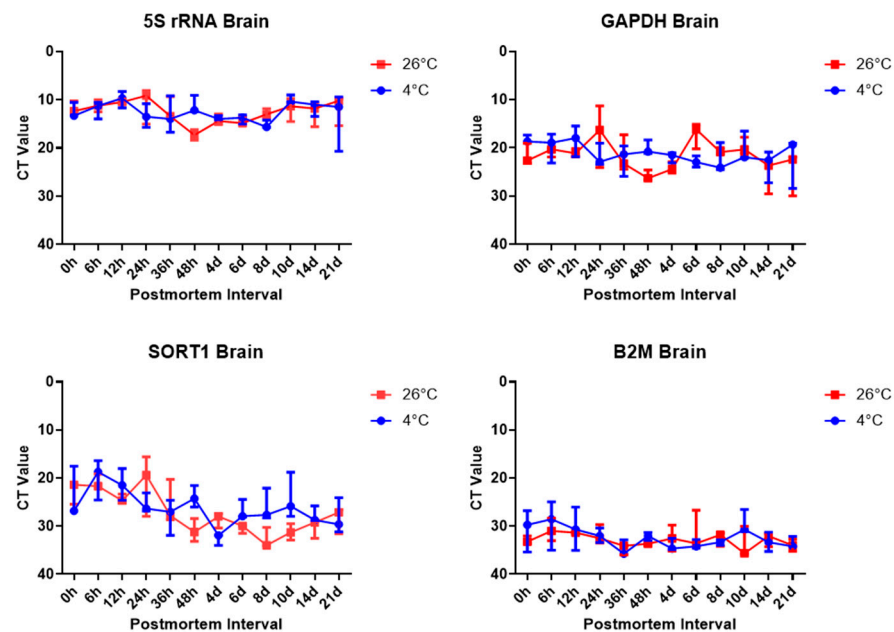 5S rRNA Brain
0
10
20
30
40
CT Value
0h 6h 12h 24h 36h 48h 4d 6d 8d 10d 14d 21d
Postmortem Interval
26°C
4°C
GAPDH Brain
0
10
20
30
40
CT Value
0h 6h 12h 24h 36h 48h 4d 6d 8d 10d 14d 21d
Postmortem Interval
26°C
4°C
SORT1 Brain
0
10
20
30
40
CT Value
0h 6h 12h 24h 36h 48h 4d 6d 8d 10d 14d 21d
Postmortem Interval
26°C
4°C
B2M Brain
0
10
20
30
40
CT Value
0h 6h 12h 24h 36h 48h 4d 6d 8d 10d 14d 21d
Postmortem Interval
26°C
4°C